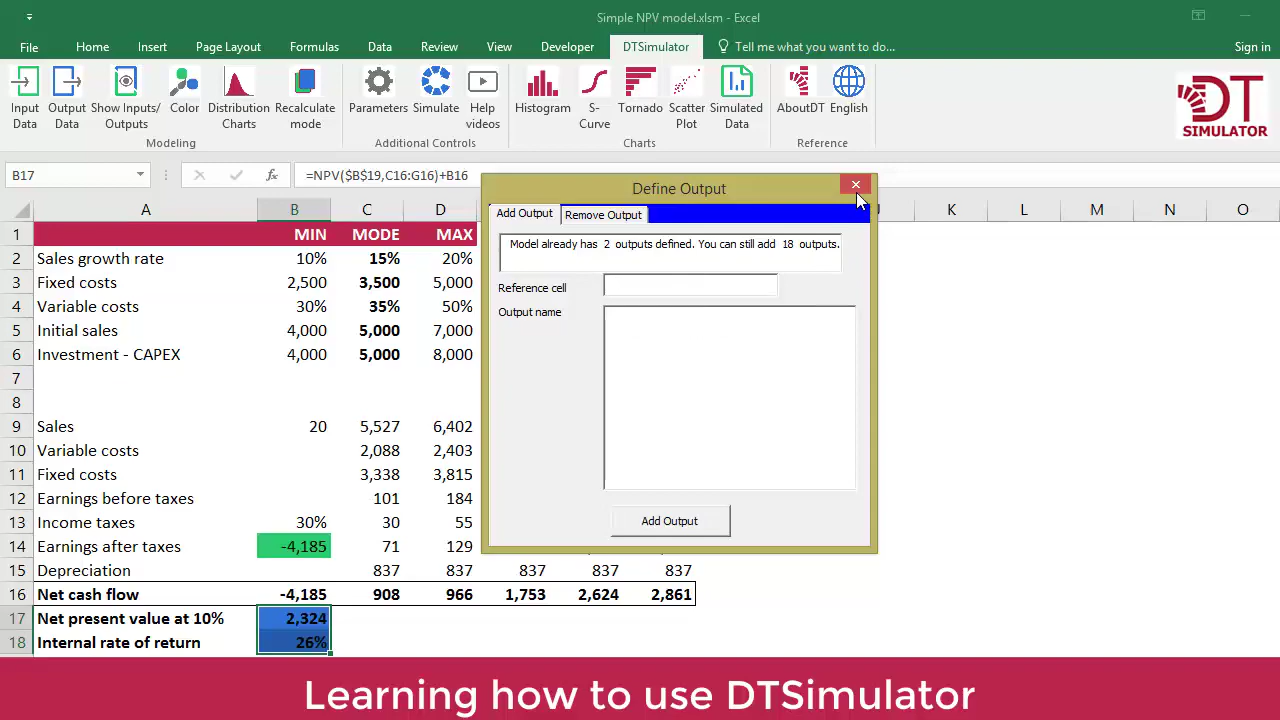 Simple NPV model.xlsm - Excel
File Home Insert Page Layout Formulas Data Review View Developer DTSimulator Tell me what you want to do... Sign in
Input Data Output Data Show Inputs/ Outputs Color Distribution Charts Recalculate mode Parameters Simulate Help videos Histogram S-Curve Tornado Scatter Plot Simulated Data AboutDT English
Modeling Additional Controls Charts Reference
DT SIMULATOR
B17 fx =NPV($B$19,C16:G16)+B16
Define Output
Add Output Remove Output
Model already has 2 outputs defined. You can still add 18 outputs.
Reference cell
Output name
Add Output
A B C D J K L M N O
1 MIN MODE MAX
2 Sales growth rate 10% 15% 20%
3 Fixed costs 2,500 3,500 5,000
4 Variable costs 30% 35% 50%
5 Initial sales 4,000 5,000 7,000
6 Investment - CAPEX 4,000 5,000 8,000
7
8
9 Sales 20 5,527 6,402
10 Variable costs 2,088 2,403
11 Fixed costs 3,338 3,815
12 Earnings before taxes 101 184
13 Income taxes 30% 30 55
14 Earnings after taxes -4,185 71 129
15 Depreciation 837 837 837 837 837
16 Net cash flow -4,185 908 966 1,753 2,624 2,861
17 Net present value at 10% 2,324
18 Internal rate of return 26%
Learning how to use DTSimulator